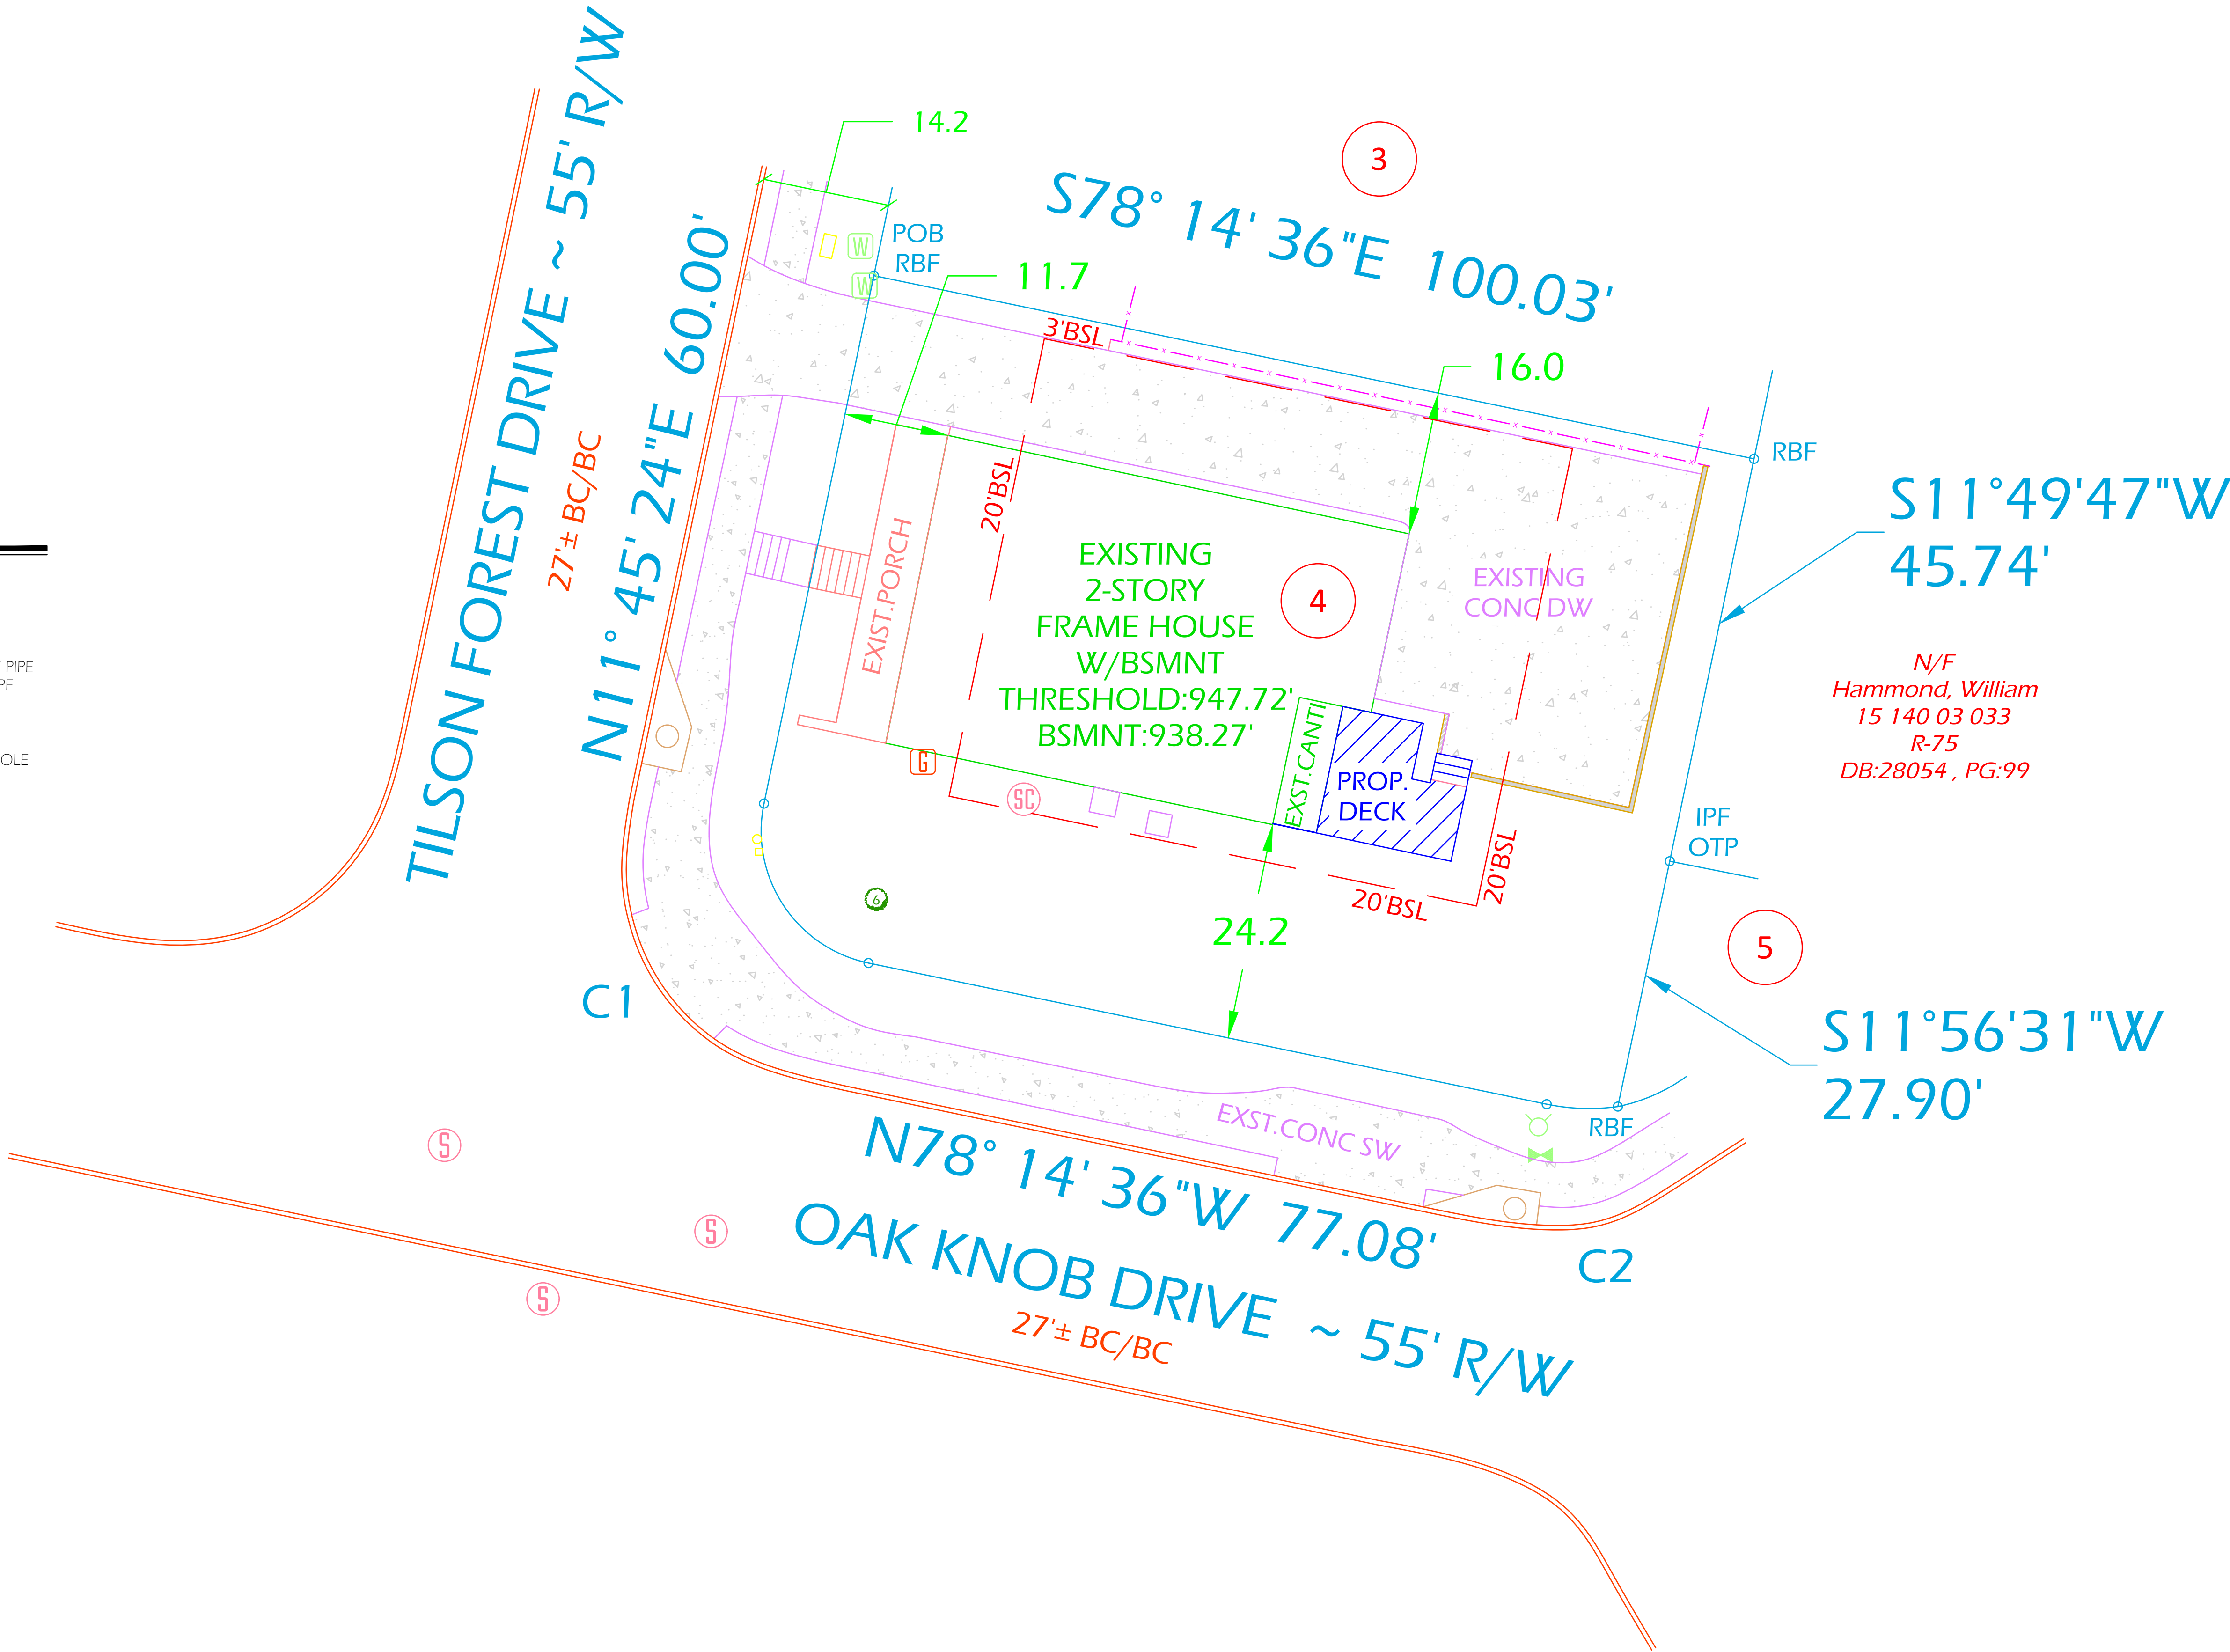 TILSON FOREST DRIVE ~ 55' R/W
27'± BC/BC
N11° 45' 24"E 60.00'
14.2
W
W
POB
RBF
11.7
S78° 14' 36"E 100.03'
3
3'BSL
16.0
RBF
S11°49'47"W
45.74'
20'BSL
EXIST.PORCH
EXISTING
2-STORY
FRAME HOUSE
W/BSMNT
THRESHOLD:947.72'
BSMNT:938.27'
4
EXISTING
CONC DW
N/F
Hammond, William
15 140 03 033
R-75
DB:28054 , PG:99
PIPE
PE
OLE
G
SC
EXST.CANTI
PROP.
DECK
20'BSL
20'BSL
IPF
OTP
6
24.2
5
C1
S11°56'31"W
27.90'
EXST.CONC SW
RBF
S
S
S
N78° 14' 36"W 77.08'
OAK KNOB DRIVE ~ 55' R/W
27'± BC/BC
C2